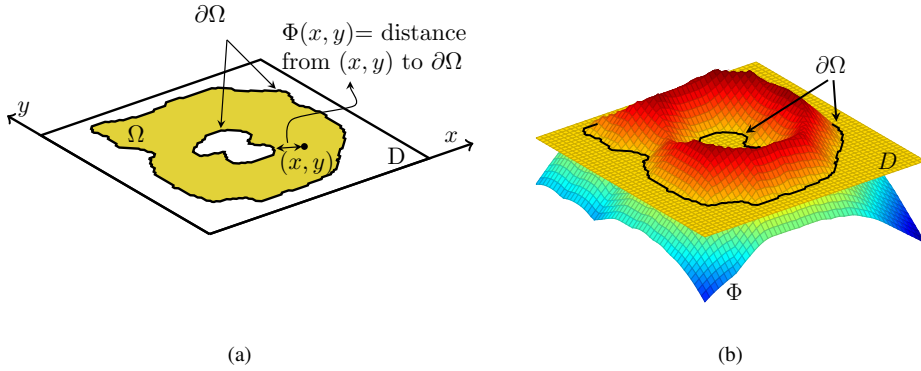 ∂Ω
Φ(x, y)= distance
from (x, y) to ∂Ω
y
Ω
x
D
(x, y)
(a)
∂Ω
D
Φ
(b)